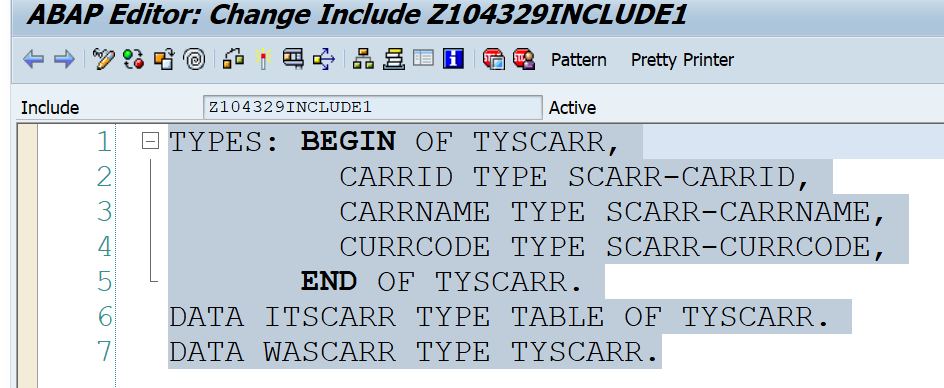 ABAP Editor: Change Include Z104329INCLUDE1
Pattern Pretty Printer
Include Z104329INCLUDE1 Active
1 TYPES: BEGIN OF TYSCARR,
2 CARRID TYPE SCARR-CARRID,
3 CARRNAME TYPE SCARR-CARRNAME,
4 CURRCODE TYPE SCARR-CURRCODE,
5 END OF TYSCARR.
6 DATA ITSCARR TYPE TABLE OF TYSCARR.
7 DATA WASCARR TYPE TYSCARR.